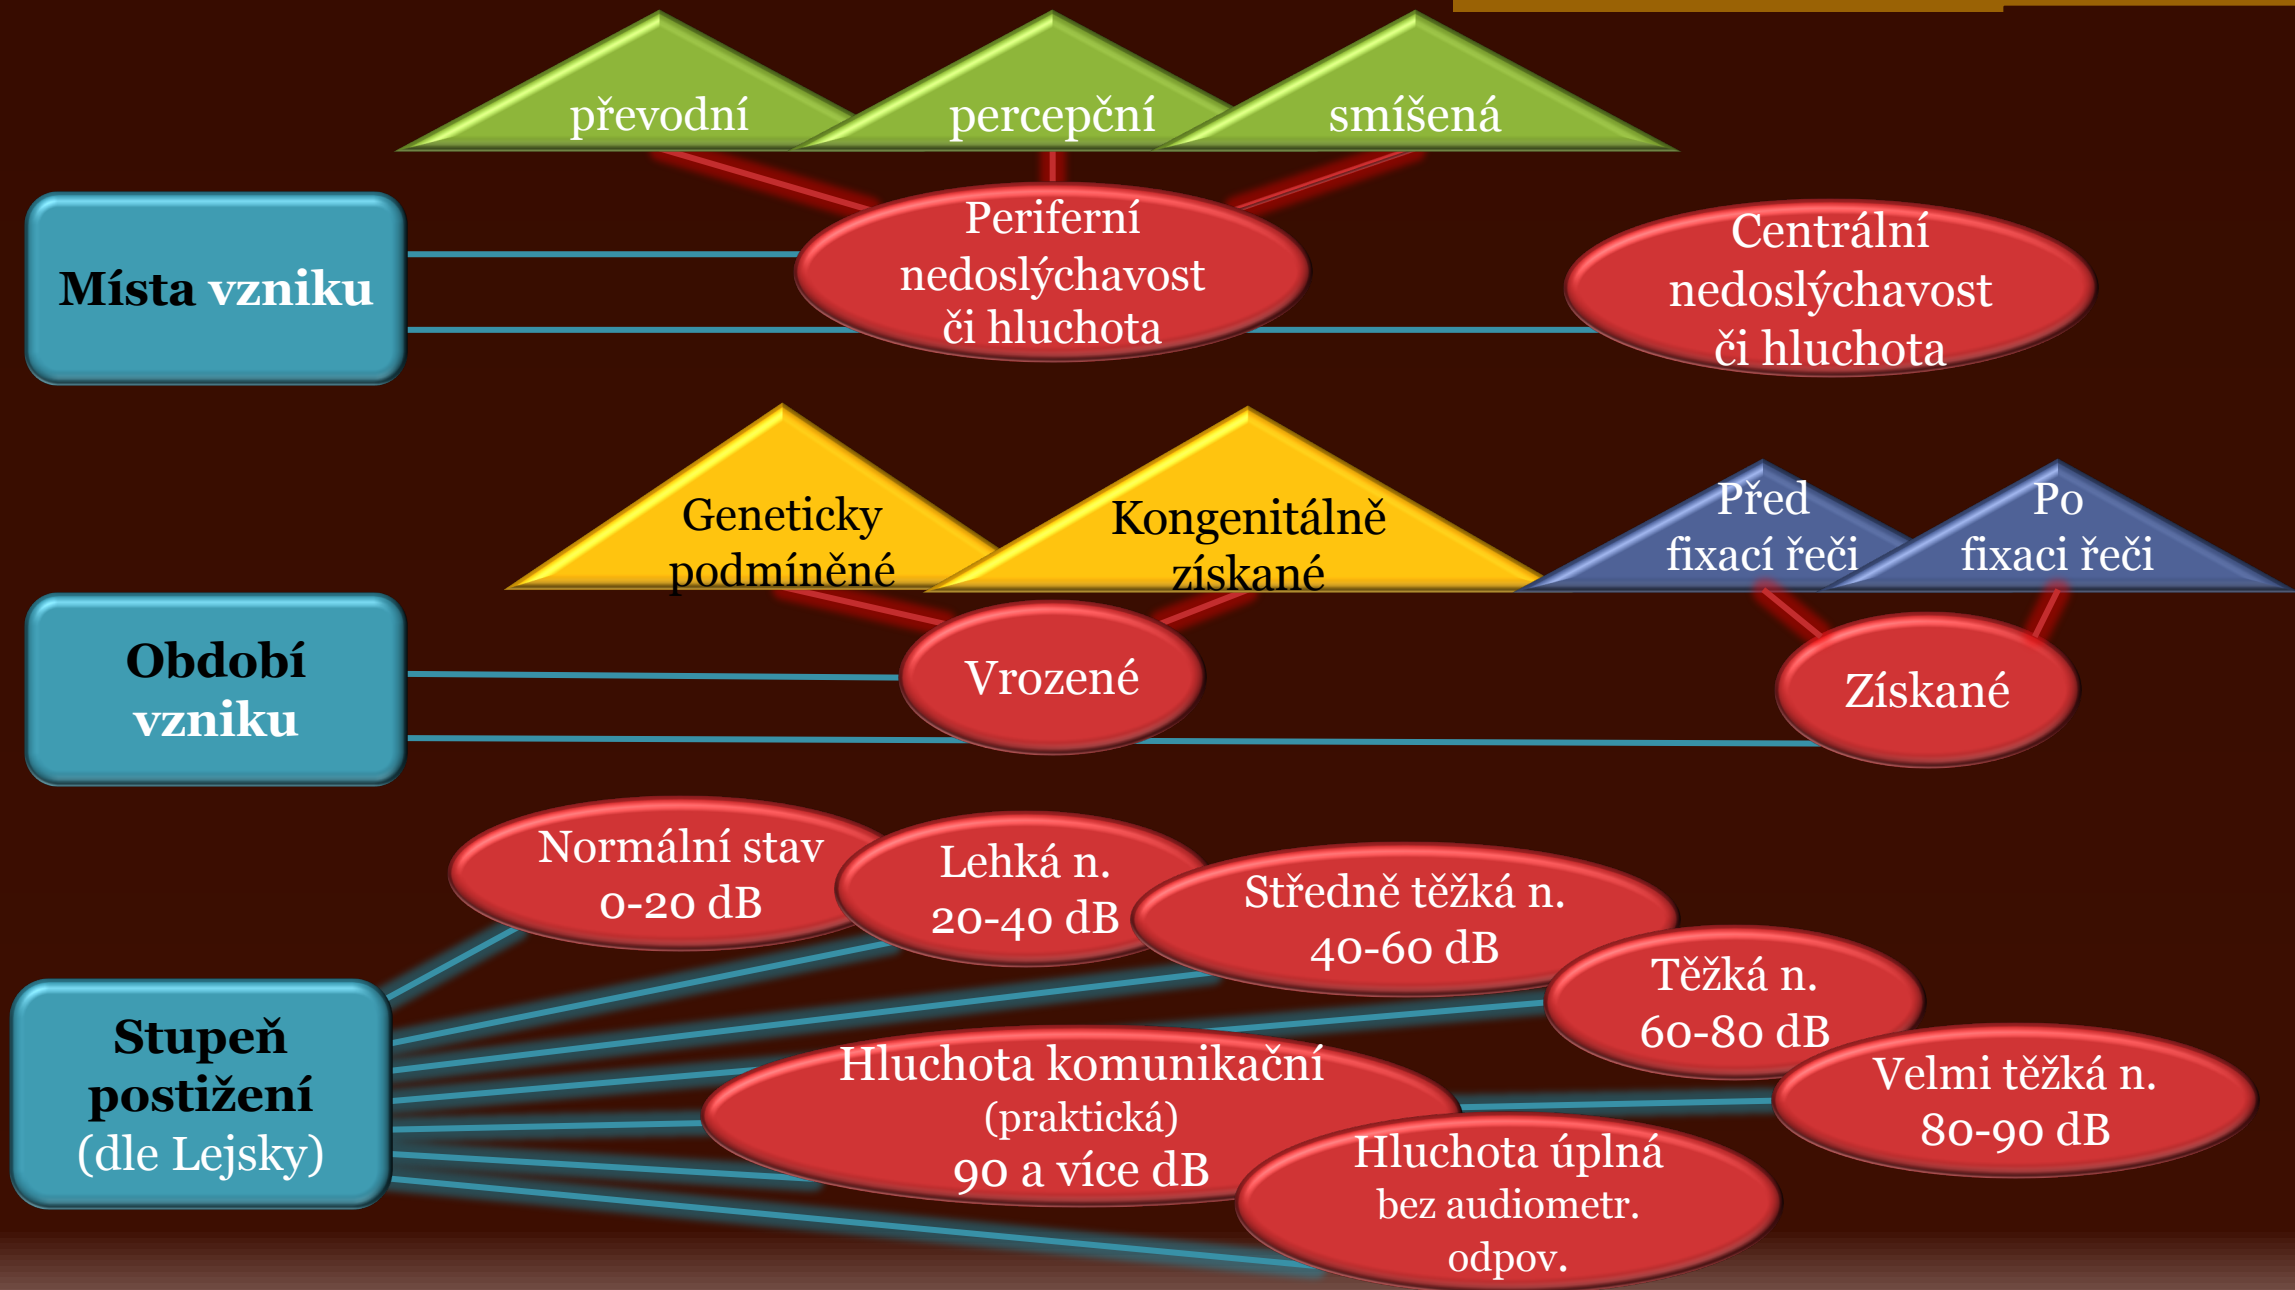 převodní
percepční
smíšená
Místa vzniku
Periferní
nedoslýchavost
či hluchota
Centrální
nedoslýchavost
či hluchota
Geneticky
podmíněné
Kongenitálně
získané
Před
fixací řeči
Po
fixaci řeči
Období
vzniku
Vrozené
Získané
Normální stav
0-20 dB
Lehká n.
20-40 dB
Středně těžká n.
40-60 dB
Těžká n.
60-80 dB
Velmi těžká n.
80-90 dB
Stupeň
postižení
(dle Lejsky)
Hluchota komunikační
(praktická)
90 a více dB
Hluchota úplná
bez audiometr.
odpov.